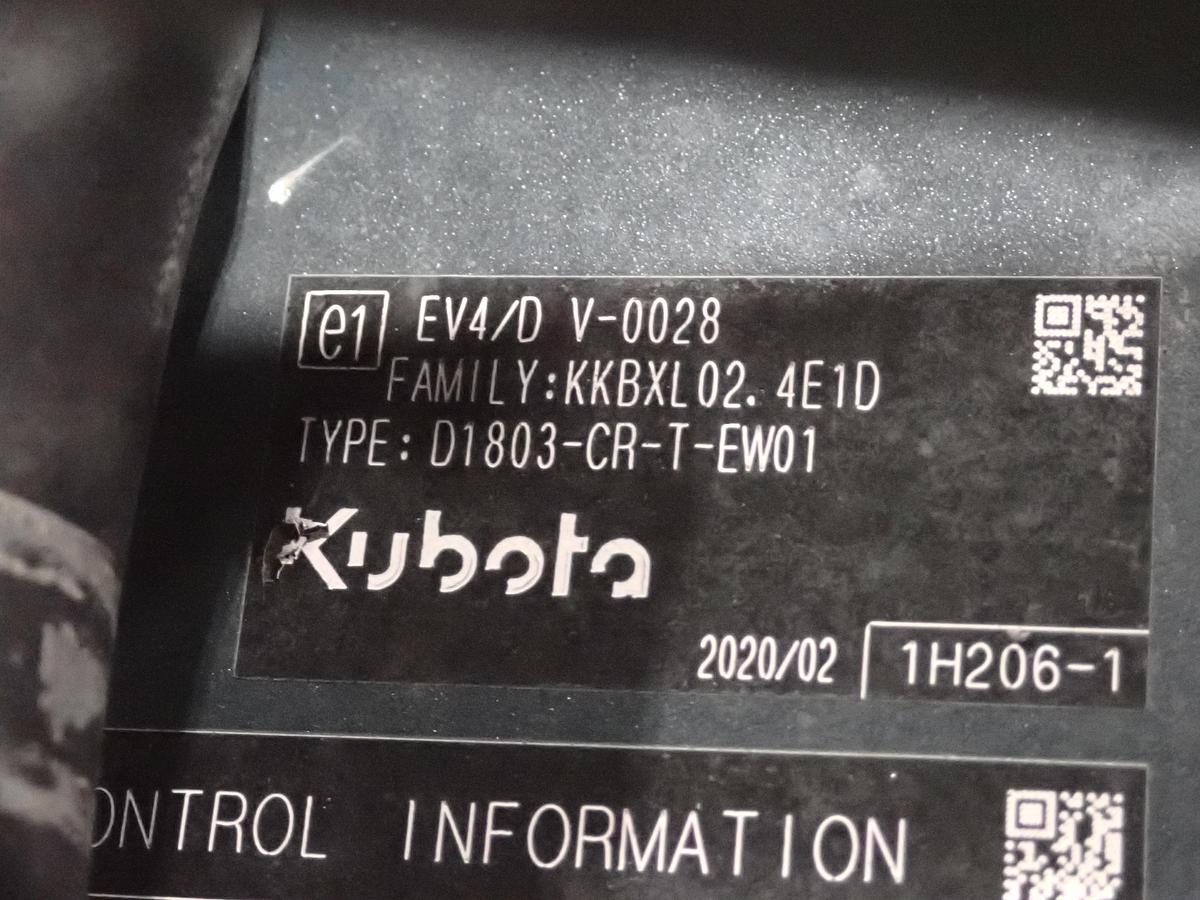 e1 EV4/D V-0028
FAMILY:KKBXL02.4E1D
TYPE: D1803-CR-T-EW01
Kubota
2020/02 1H206-1
ONTROL INFORMATION